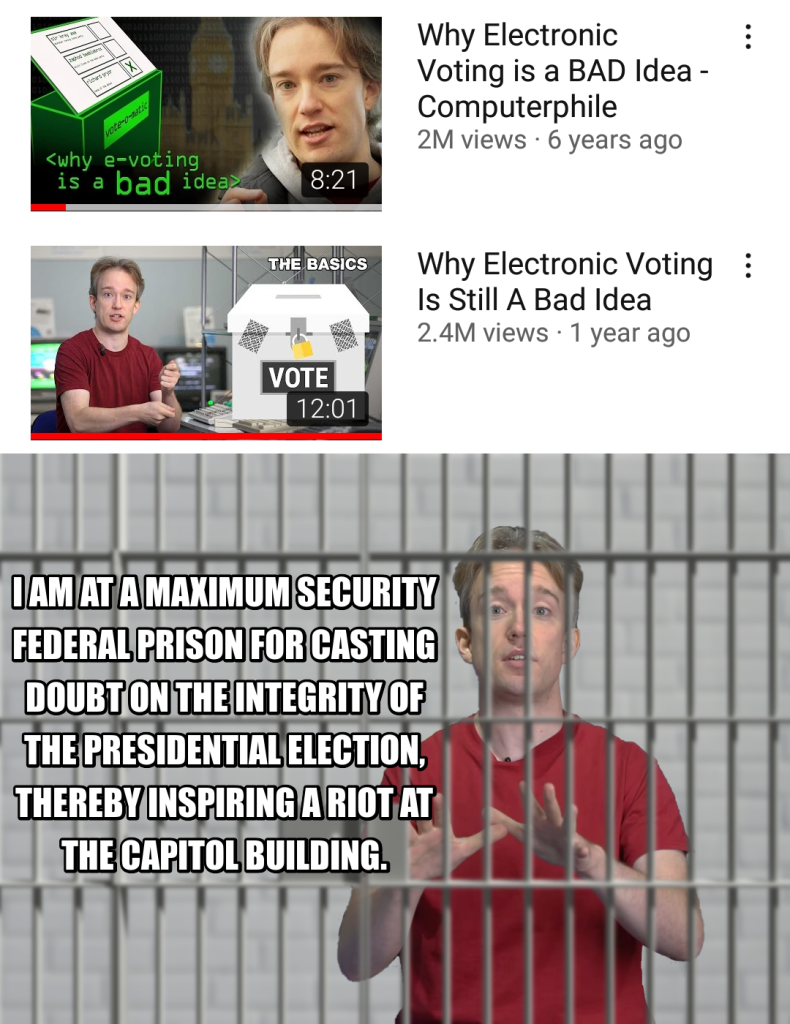 Why Electronic
Voting is a BAD Idea -
Computerphile
2M views · 6 years ago
vote-o-matic
<why e-voting
is a bad idea>
8:21
Why Electronic Voting
Is Still A Bad Idea
2.4M views · 1 year ago
THE BASICS
VOTE
12:01
I AM AT A MAXIMUM SECURITY
FEDERAL PRISON FOR CASTING
DOUBT ON THE INTEGRITY OF
THE PRESIDENTIAL ELECTION,
THEREBY INSPIRING A RIOT AT
THE CAPITOL BUILDING.